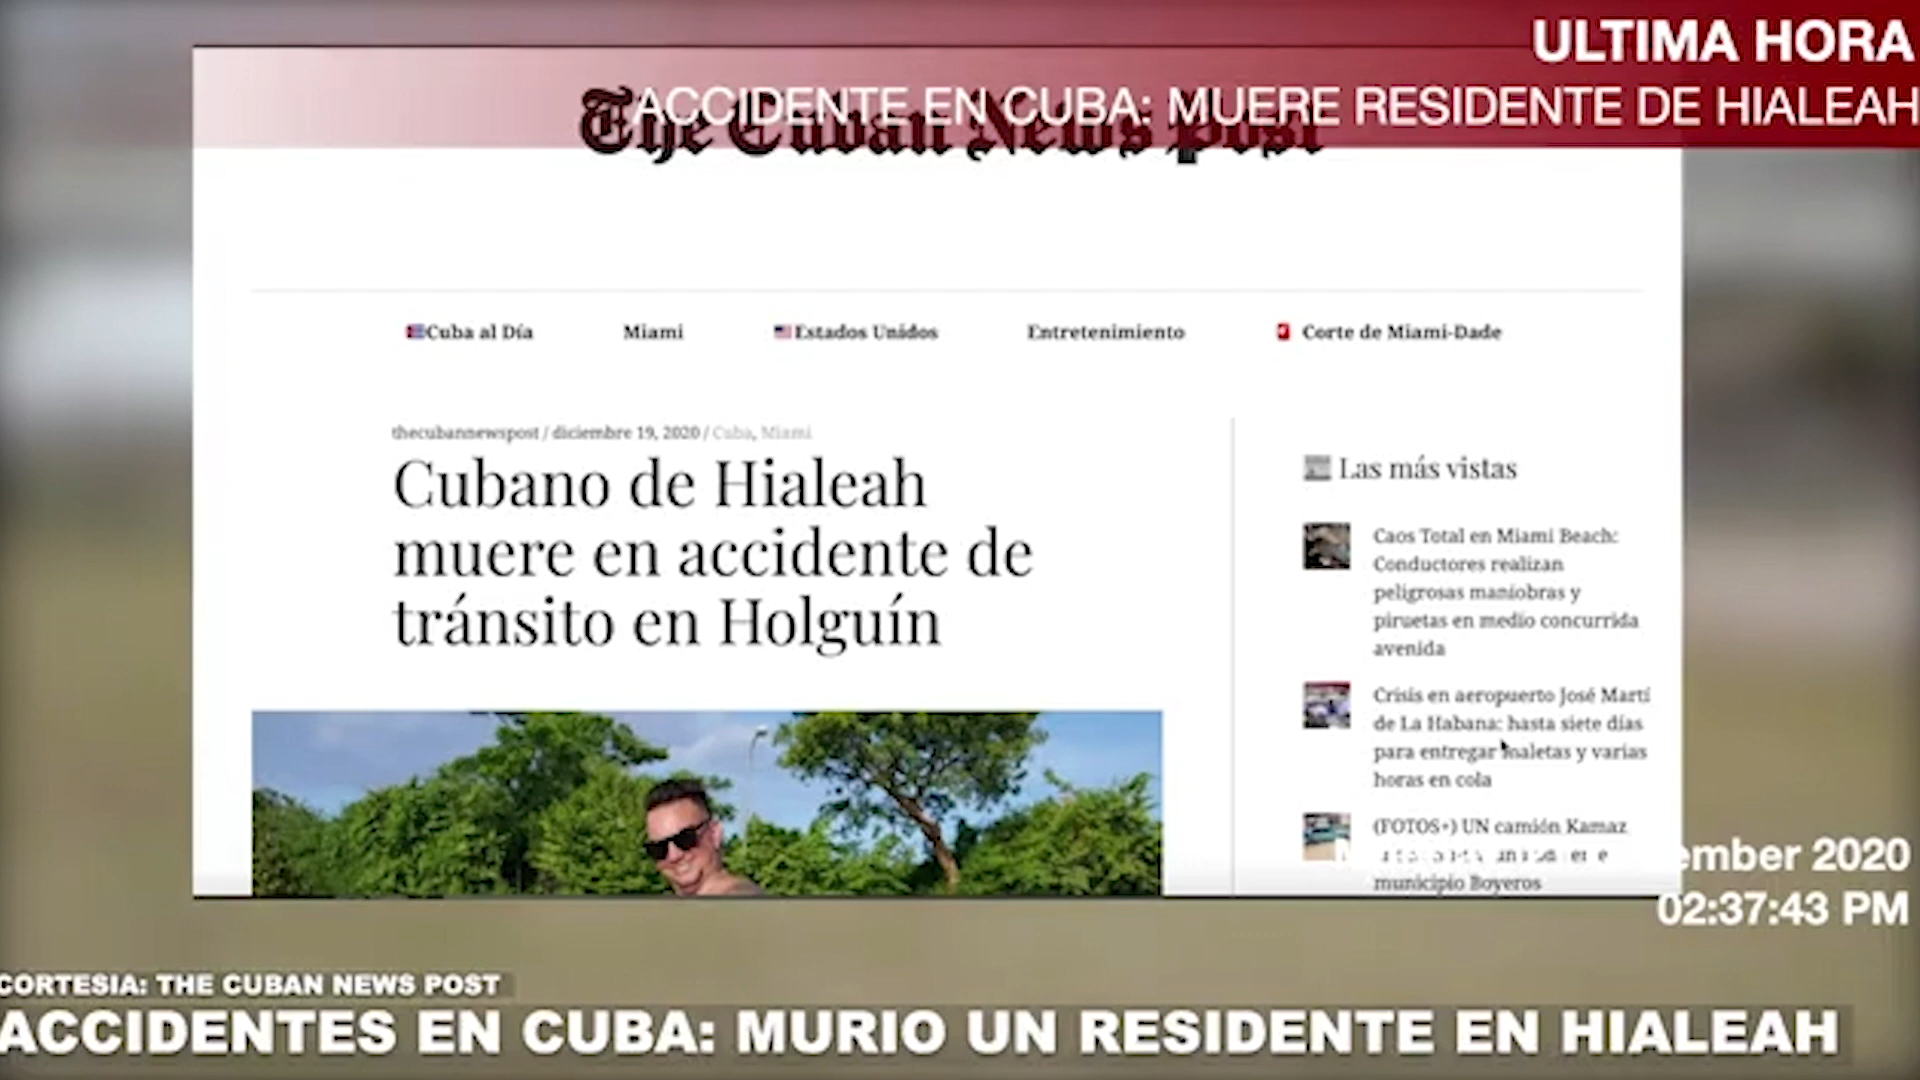 ULTIMA HORA
ACCIDENTE EN CUBA: MUERE RESIDENTE DE HIALEAH
The Cuban News Post
Cuba al Día
Miami
Estados Unidos
Entretenimiento
Corte de Miami-Dade
thecubannewspost / diciembre 19, 2020 / Cuba, Miami
Cubano de Hialeah
muere en accidente de
tránsito en Holguín
Las más vistas
Caos Total en Miami Beach:
Conductores realizan
peligrosas maniobras y
piruetas en medio concurrida
avenida
Crisis en aeropuerto José Martí
de La Habana: hasta siete días
para entregar maletas y varias
horas en cola
(FOTOS+) UN camión Kamaz
municipio Boyeros
2020
02:37:43 PM
CORTESIA: THE CUBAN NEWS POST
ACCIDENTES EN CUBA: MURIO UN RESIDENTE EN HIALEAH